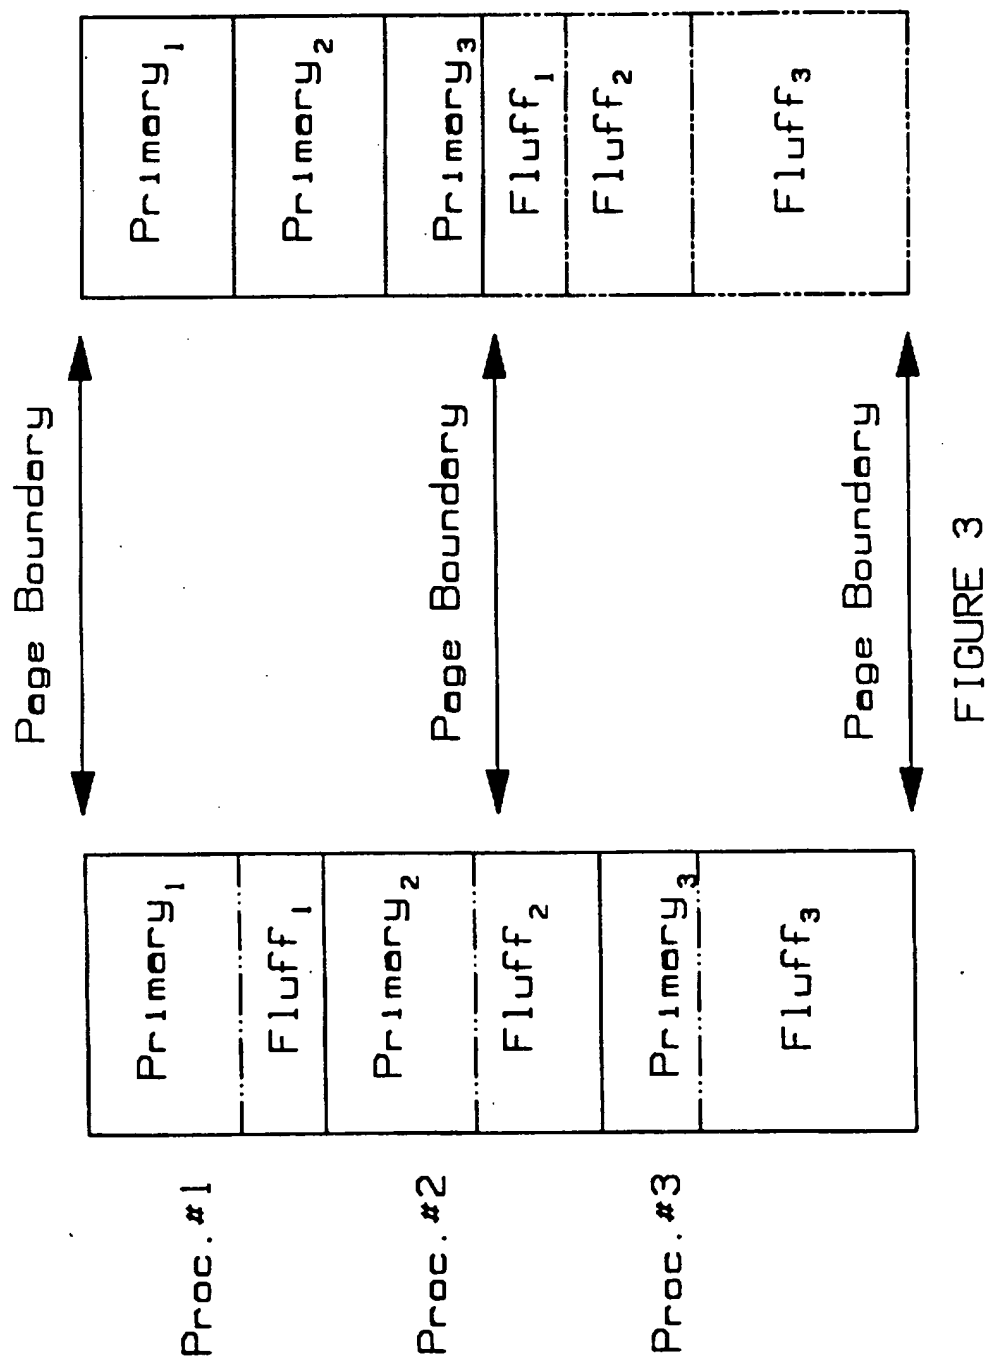 Proc.#1
Primary1
Fluff1
Proc.#2
Primary2
Fluff2
Proc.#3
Primary3
Fluff3
Page Boundary
Page Boundary
Page Boundary
Primary1
Primary2
Primary3
Fluff1
Fluff2
Fluff3
FIGURE 3